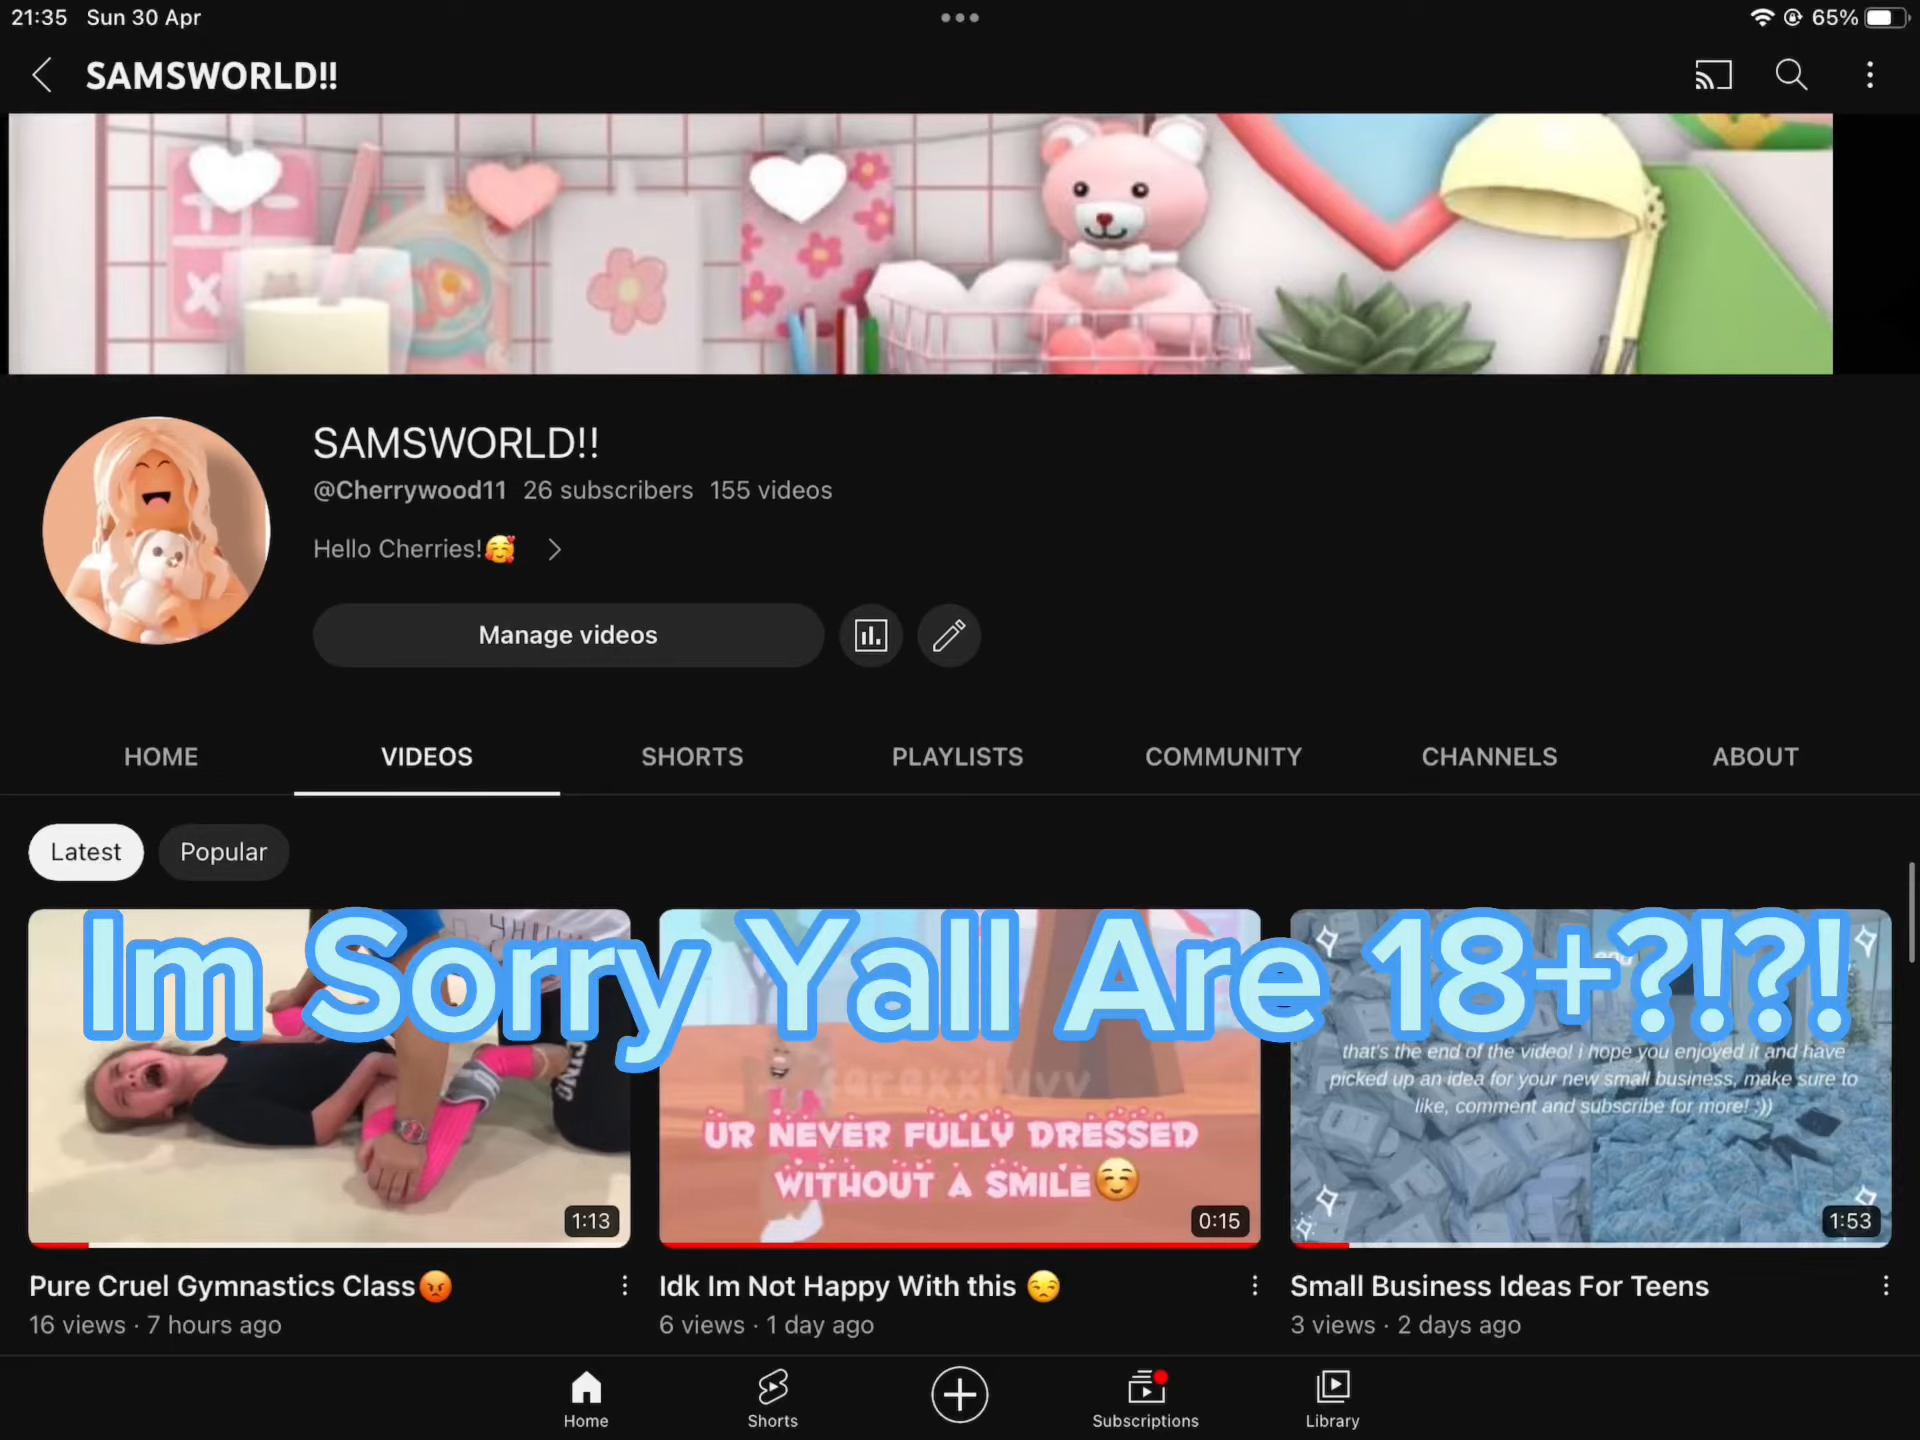 21:35 Sun 30 Apr
65%
SAMSWORLD!!
SAMSWORLD!!
@Cherrywood11 26 subscribers 155 videos
Hello Cherries!🥰
Manage videos
HOME VIDEOS SHORTS PLAYLISTS COMMUNITY CHANNELS ABOUT
Latest Popular
Im Sorry Yall Are 18+?!?!
1:13
Pure Cruel Gymnastics Class😡
16 views · 7 hours ago
UR NEVER FULLY DRESSED
WITHOUT A SMILE☺️
0:15
Idk Im Not Happy With this 😒
6 views · 1 day ago
that's the end of the video! i hope you enjoyed it and have
picked up an idea for your new small business, make sure to
like, comment and subscribe for more! :))
1:53
Small Business Ideas For Teens
3 views · 2 days ago
Home Shorts Subscriptions Library